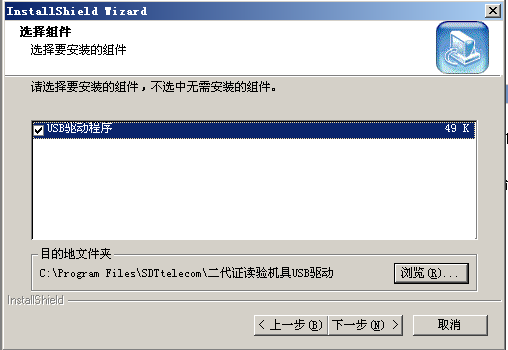 InstallShield Wizard
选择组件
选择要安装的组件
请选择要安装的组件，不选中无需安装的组件。
USB驱动程序 49 K
目的地文件夹
C:\Program Files\SDTtelecom\二代证读验机具USB驱动
浏览(R)...
InstallShield
< 上一步(B) 下一步(N) > 取消